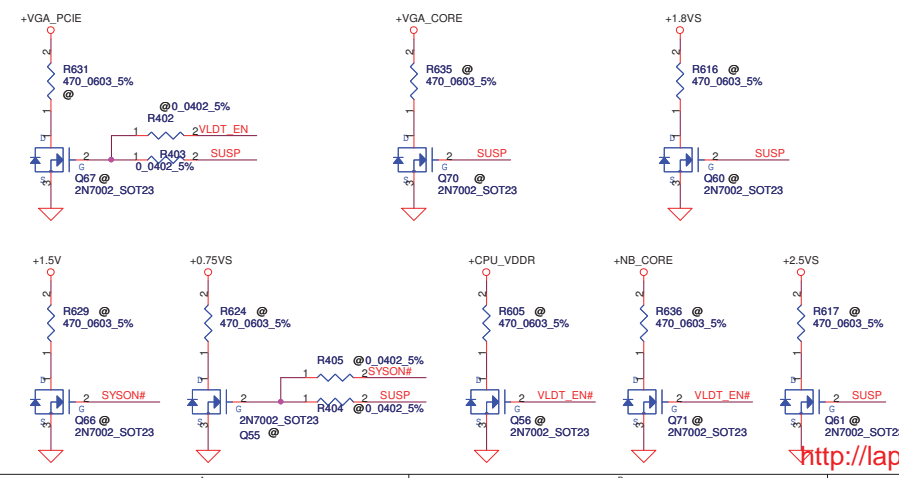 +VGA_PCIE
2
R631
470_0603_5%
@
1
@0_0402_5%
R402
1 2 VLDT_EN
D
2
G
1 R403 2 SUSP
0_0402_5%
S
3
Q67 @
2N7002_SOT23
+VGA_CORE
2
R635 @
470_0603_5%
1
D
2 SUSP
G
S
3
Q70 @
2N7002_SOT23
+1.8VS
2
R616 @
470_0603_5%
1
D
2 SUSP
G
S
3
Q60 @
2N7002_SOT23
+1.5V
2
R629 @
470_0603_5%
1
D
2 SYSON#
G
S
3
Q66 @
2N7002_SOT23
+0.75VS
2
R624 @
470_0603_5%
1
R405 @0_0402_5%
1 2 SYSON#
D
2
G
1 2 SUSP
R404 @0_0402_5%
S
3
2N7002_SOT23
Q55 @
+CPU_VDDR
2
R605 @
470_0603_5%
1
D
2 VLDT_EN#
G
S
3
Q56 @
2N7002_SOT23
+NB_CORE
2
R636 @
470_0603_5%
1
D
2 VLDT_EN#
G
S
3
Q71 @
2N7002_SOT23
+2.5VS
2
R617 @
470_0603_5%
1
D
2 SUSP
G
S
3
Q61 @
2N7002_SOT23
http://lap